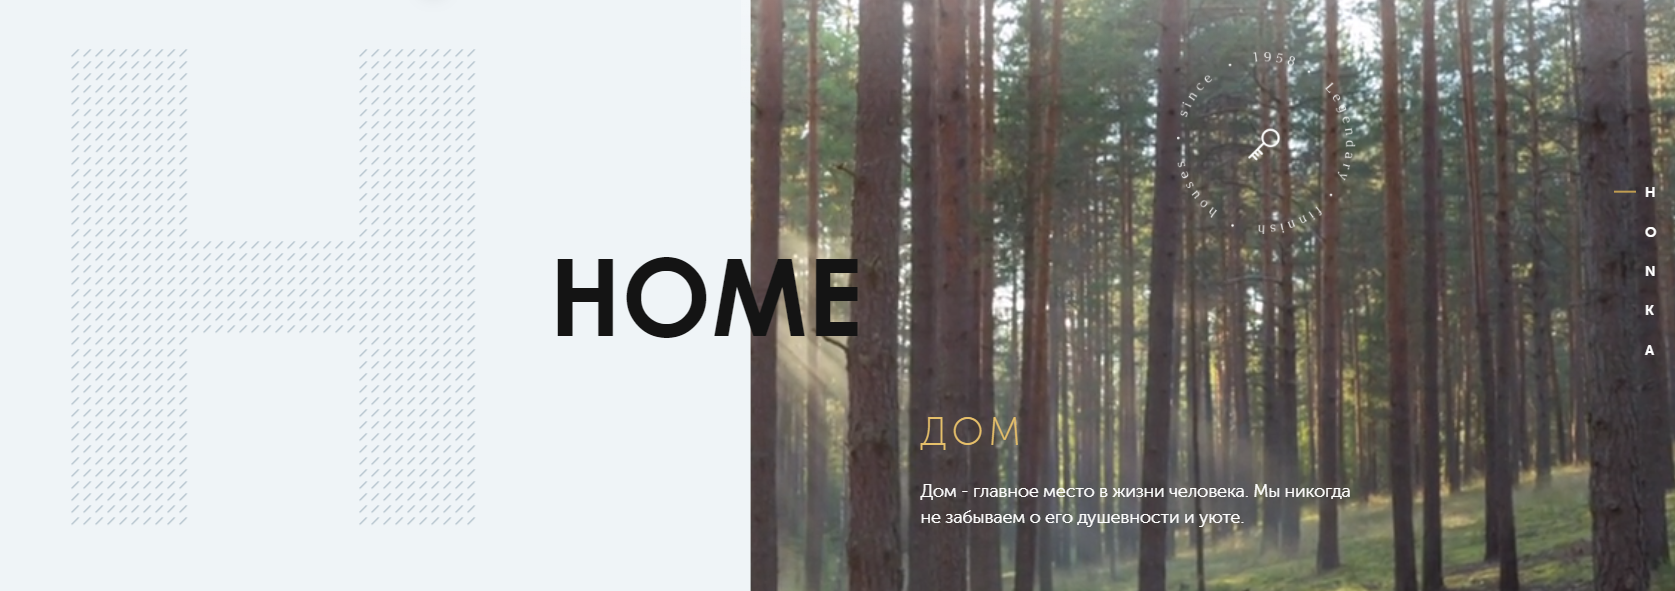 H
HOME
ДОМ
Дом - главное место в жизни человека. Мы никогда
не забываем о его душевности и уюте.
since · 1958 · Legendary · finnish · houses ·
H
O
N
K
A